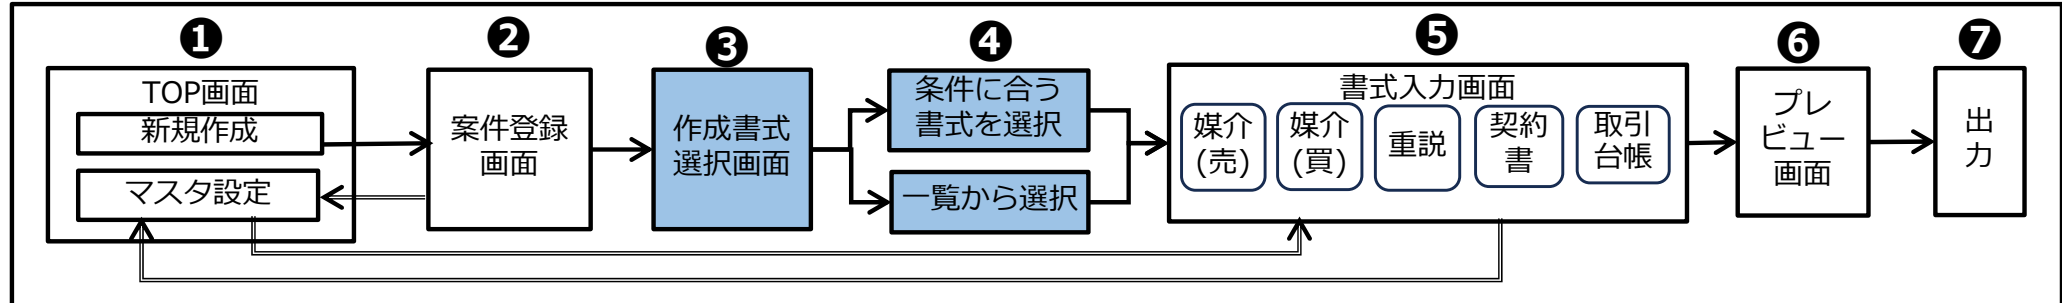 ❶
TOP画面
新規作成
マスタ設定
❷
案件登録
画面
❸
作成書式
選択画面
❹
条件に合う
書式を選択
一覧から選択
❺
書式入力画面
媒介
(売)
媒介
(買)
重説
契約
書
取引
台帳
❻
プレ
ビュー
画面
❼
出
力